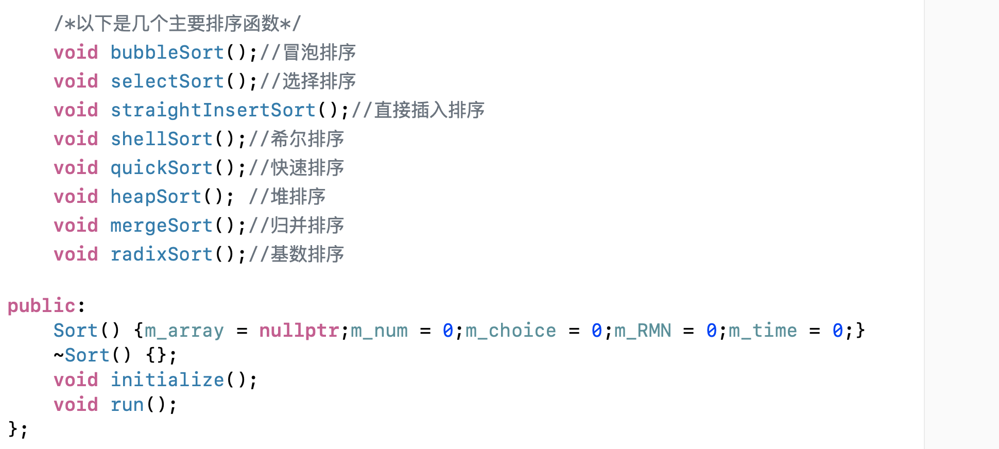 /*以下是几个主要排序函数*/
void bubbleSort();//冒泡排序
void selectSort();//选择排序
void straightInsertSort();//直接插入排序
void shellSort();//希尔排序
void quickSort();//快速排序
void heapSort(); //堆排序
void mergeSort();//归并排序
void radixSort();//基数排序
public:
Sort() {m_array = nullptr;m_num = 0;m_choice = 0;m_RMN = 0;m_time = 0;}
~Sort() {};
void initialize();
void run();
};